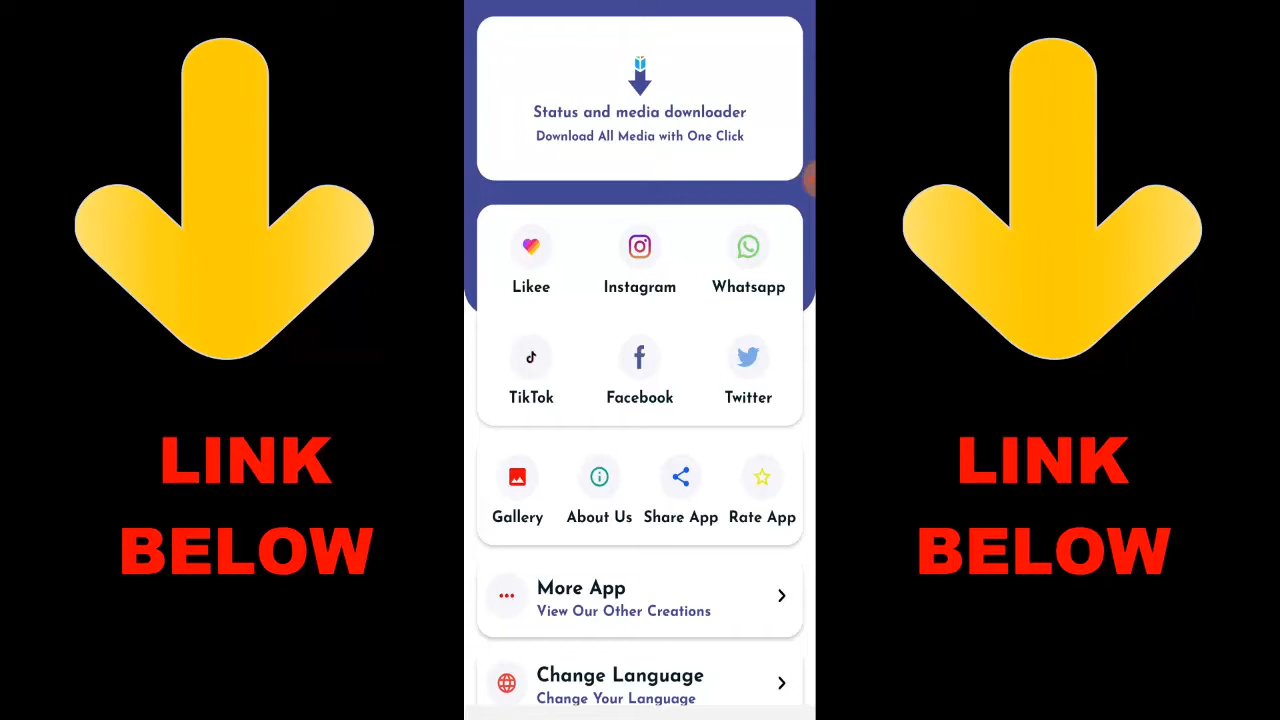 Status and media downloader
Download All Media with One Click
Likee Instagram Whatsapp
TikTok Facebook Twitter
Gallery About Us Share App Rate App
More App
View Our Other Creations
Change Language
Change Your Language
LINK
BELOW
LINK
BELOW